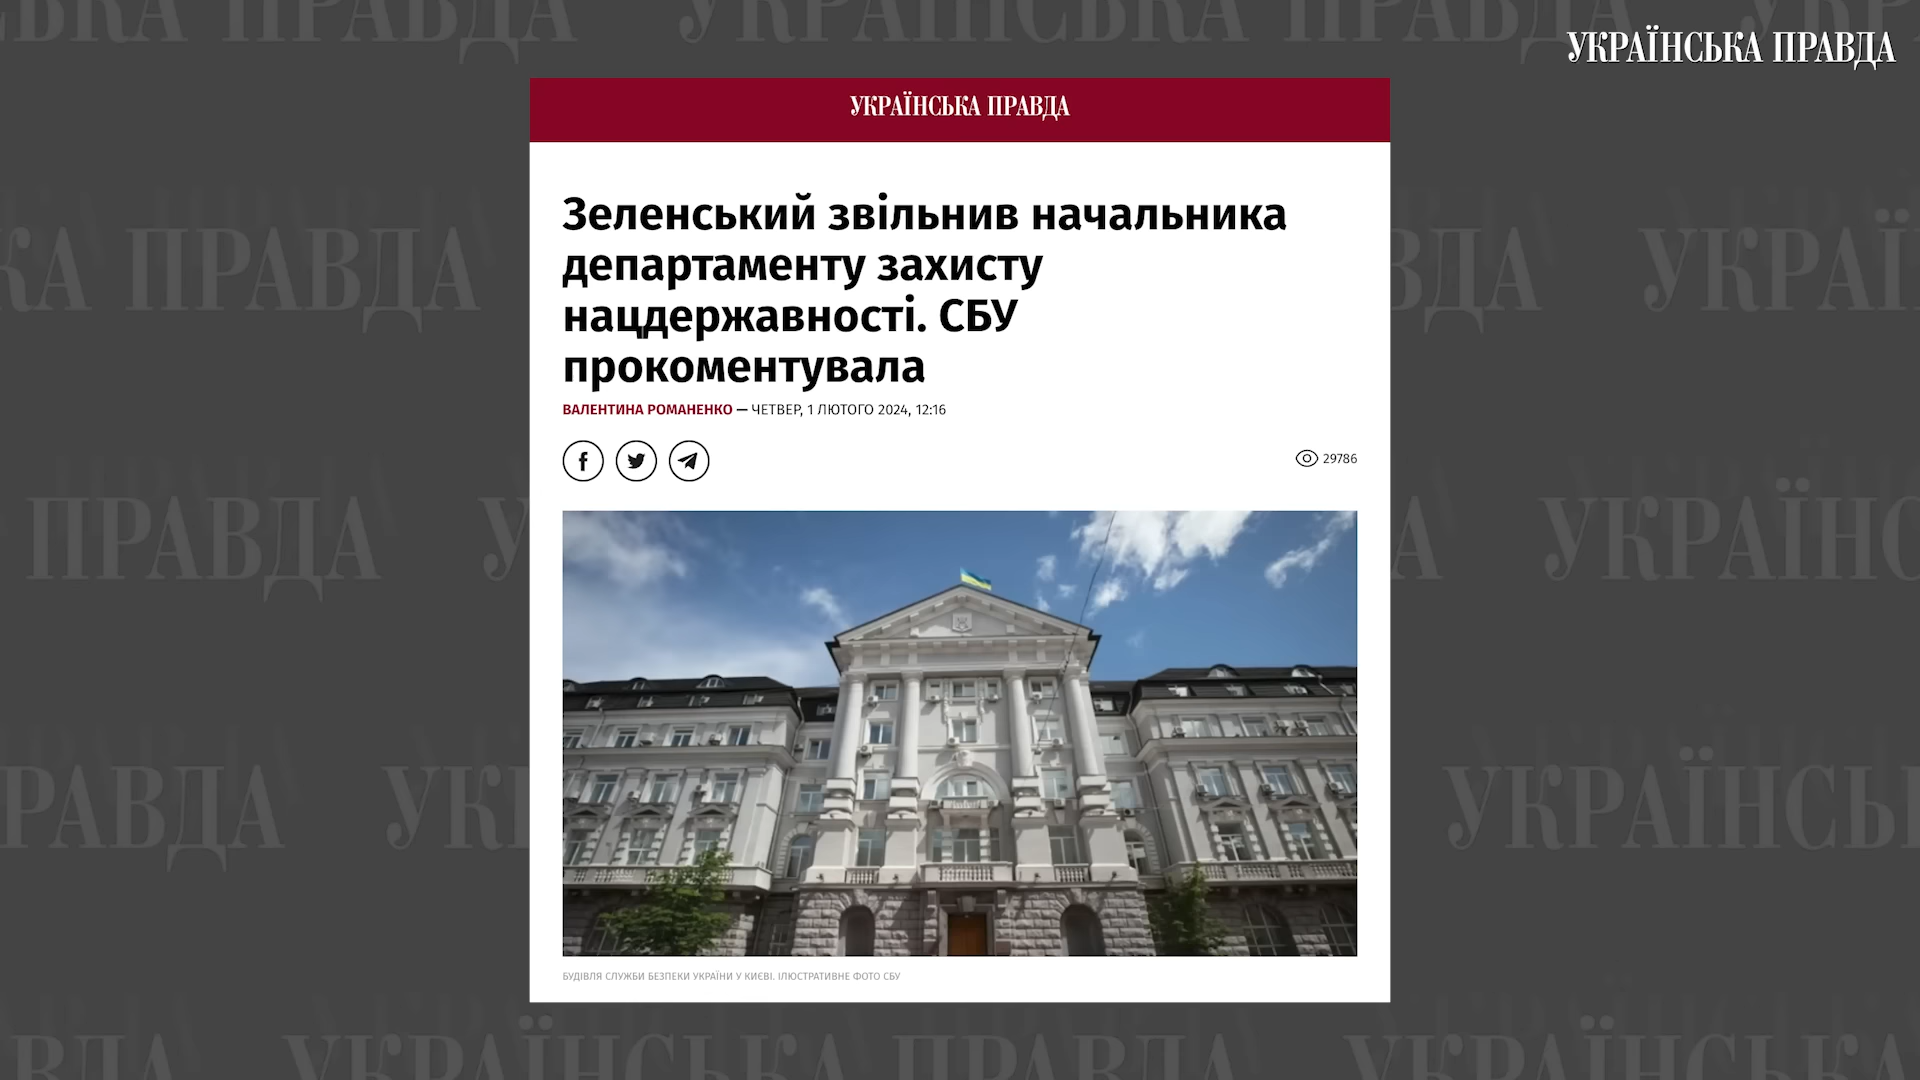 УКРАЇНСЬКА ПРАВДА
УКРАЇНСЬКА ПРАВДА
Зеленський звільнив начальника
департаменту захисту
нацдержавності. СБУ
прокоментувала
ВАЛЕНТИНА РОМАНЕНКО — ЧЕТВЕР, 1 ЛЮТОГО 2024, 12:16
29786
БУДІВЛЯ СЛУЖБИ БЕЗПЕКИ УКРАЇНИ У КИЄВІ. ІЛЮСТРАТИВНЕ ФОТО СБУ